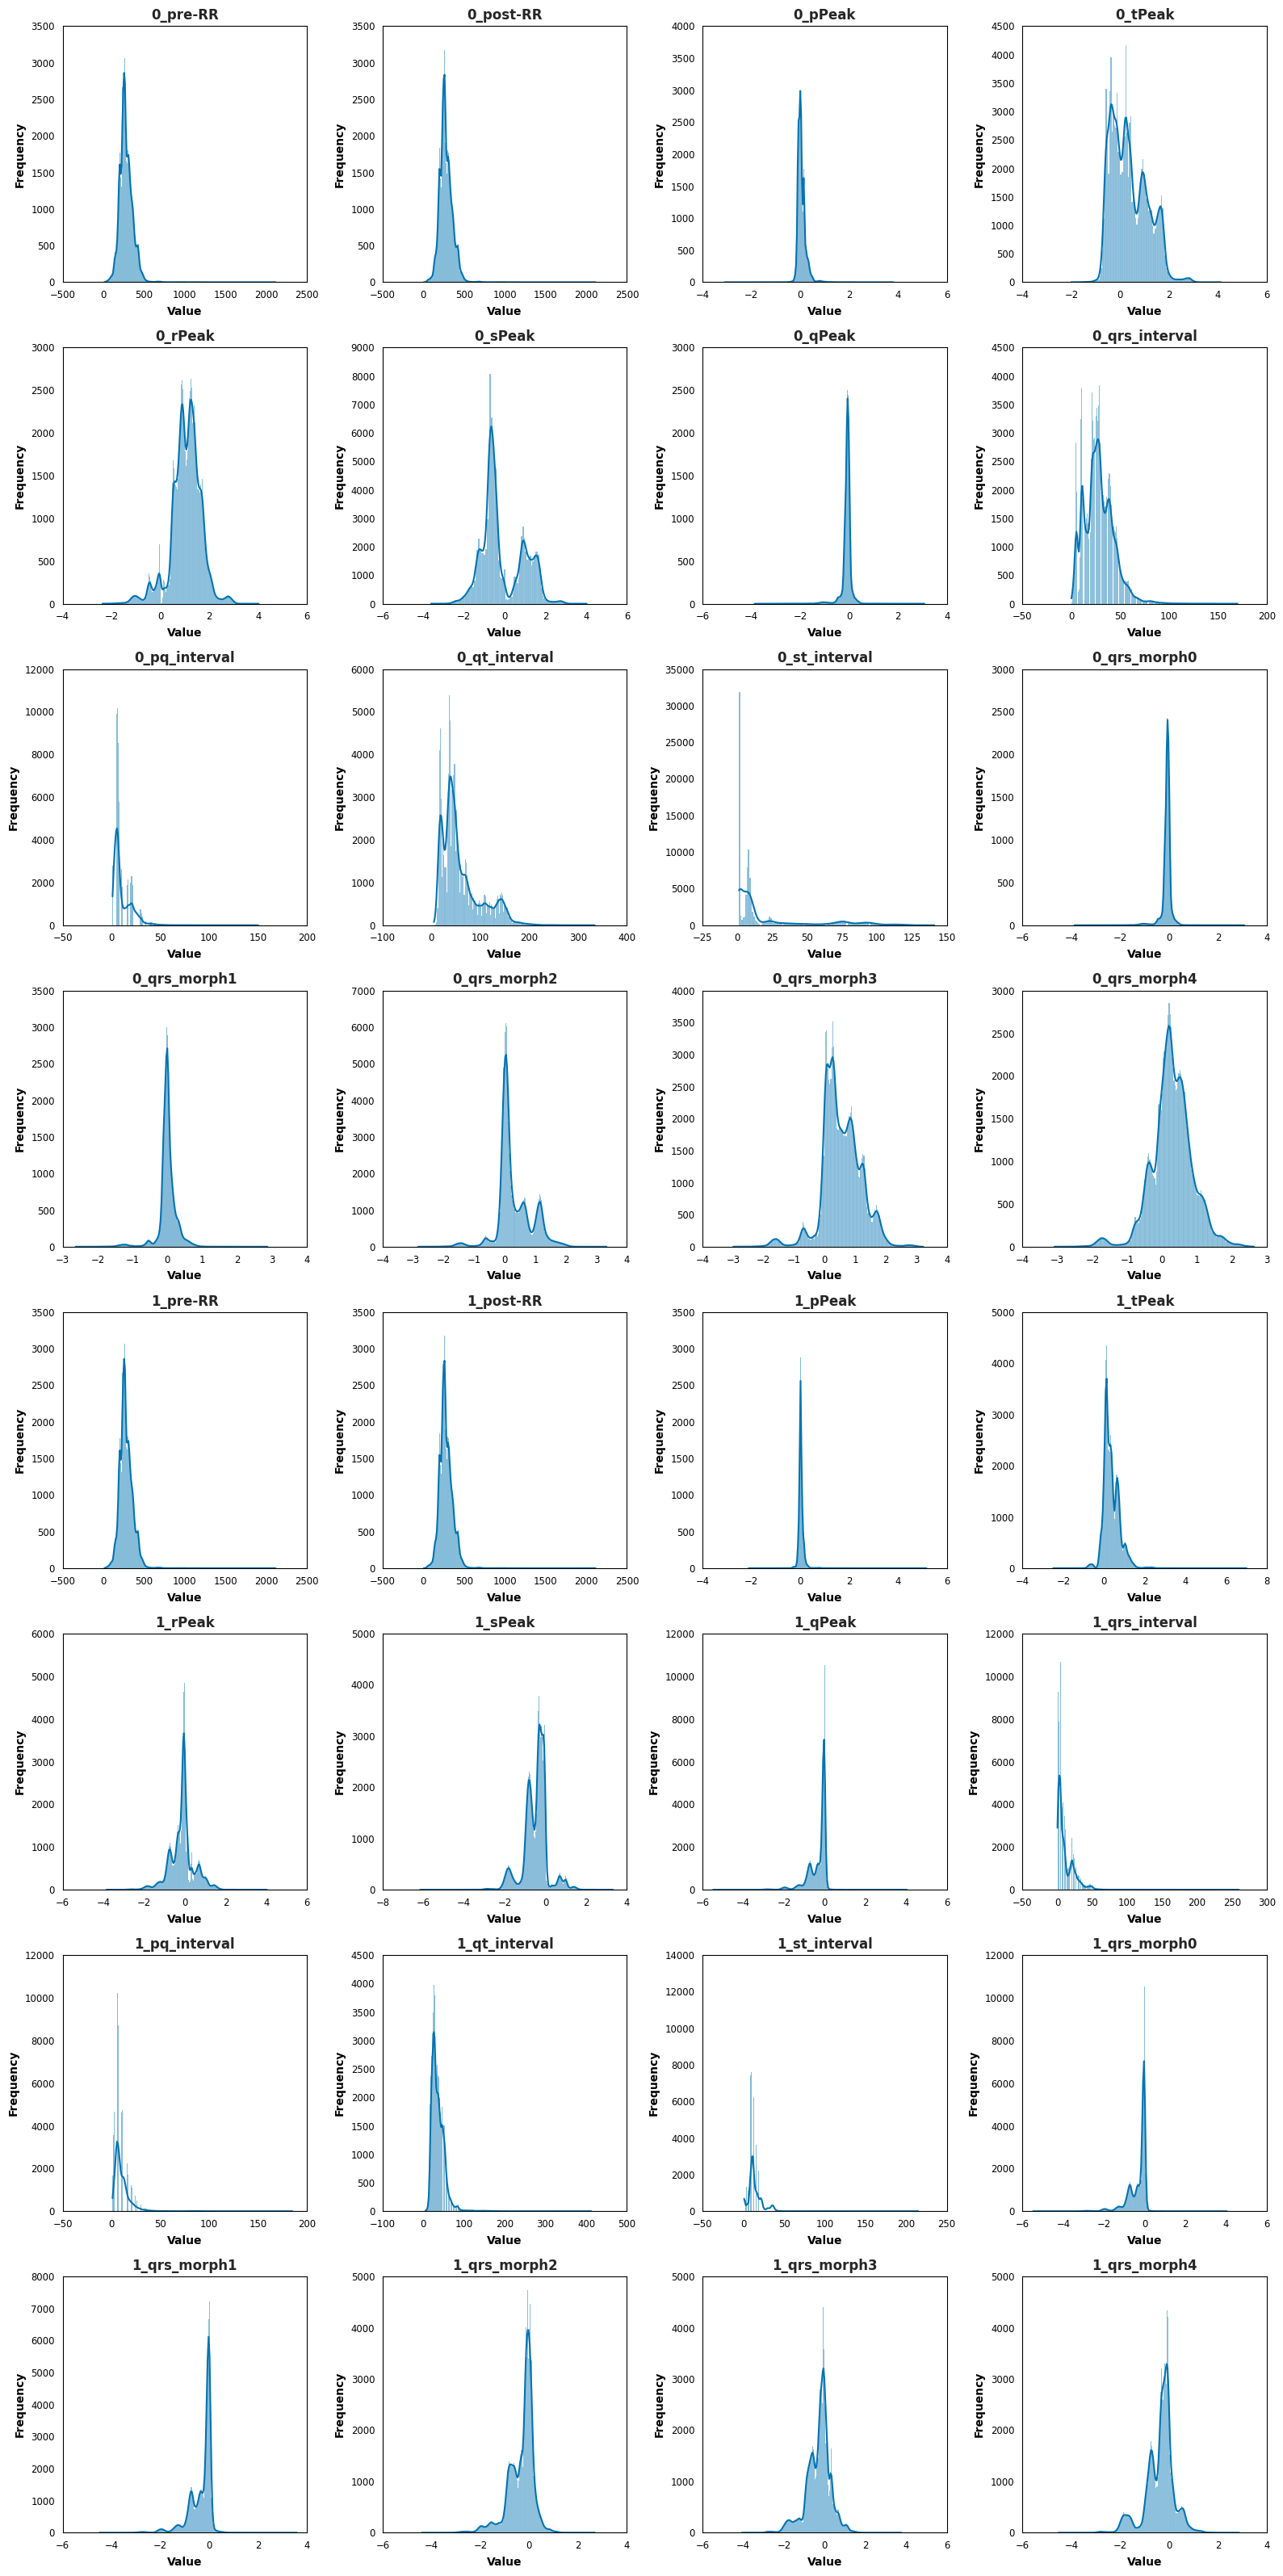 0_pre-RR
3500
3000
2500
2000
1500
1000
500
0
Frequency
−500 0 500 1000 1500 2000 2500
Value
0_post-RR
3500
3000
2500
2000
1500
1000
500
0
Frequency
−500 0 500 1000 1500 2000 2500
Value
0_pPeak
4000
3500
3000
2500
2000
1500
1000
500
0
Frequency
−4 −2 0 2 4 6
Value
0_tPeak
4500
4000
3500
3000
2500
2000
1500
1000
500
0
Frequency
−4 −2 0 2 4 6
Value
0_rPeak
3000
2500
2000
1500
1000
500
0
Frequency
−4 −2 0 2 4 6
Value
0_sPeak
9000
8000
7000
6000
5000
4000
3000
2000
1000
0
Frequency
−6 −4 −2 0 2 4 6
Value
0_qPeak
3000
2500
2000
1500
1000
500
0
Frequency
−6 −4 −2 0 2 4
Value
0_qrs_interval
4500
4000
3500
3000
2500
2000
1500
1000
500
0
Frequency
−50 0 50 100 150 200
Value
0_pq_interval
12000
10000
8000
6000
4000
2000
0
Frequency
−50 0 50 100 150 200
Value
0_qt_interval
6000
5000
4000
3000
2000
1000
0
Frequency
−100 0 100 200 300 400
Value
0_st_interval
35000
30000
25000
20000
15000
10000
5000
0
Frequency
−25 0 25 50 75 100 125 150
Value
0_qrs_morph0
3000
2500
2000
1500
1000
500
0
Frequency
−6 −4 −2 0 2 4
Value
0_qrs_morph1
3500
3000
2500
2000
1500
1000
500
0
Frequency
−3 −2 −1 0 1 2 3 4
Value
0_qrs_morph2
7000
6000
5000
4000
3000
2000
1000
0
Frequency
−4 −3 −2 −1 0 1 2 3 4
Value
0_qrs_morph3
4000
3500
3000
2500
2000
1500
1000
500
0
Frequency
−4 −3 −2 −1 0 1 2 3 4
Value
0_qrs_morph4
3000
2500
2000
1500
1000
500
0
Frequency
−4 −3 −2 −1 0 1 2 3
Value
1_pre-RR
3500
3000
2500
2000
1500
1000
500
0
Frequency
−500 0 500 1000 1500 2000 2500
Value
1_post-RR
3500
3000
2500
2000
1500
1000
500
0
Frequency
−500 0 500 1000 1500 2000 2500
Value
1_pPeak
3500
3000
2500
2000
1500
1000
500
0
Frequency
−4 −2 0 2 4 6
Value
1_tPeak
5000
4000
3000
2000
1000
0
Frequency
−4 −2 0 2 4 6 8
Value
1_rPeak
6000
5000
4000
3000
2000
1000
0
Frequency
−6 −4 −2 0 2 4 6
Value
1_sPeak
5000
4000
3000
2000
1000
0
Frequency
−8 −6 −4 −2 0 2 4
Value
1_qPeak
12000
10000
8000
6000
4000
2000
0
Frequency
−6 −4 −2 0 2 4 6
Value
1_qrs_interval
12000
10000
8000
6000
4000
2000
0
Frequency
−50 0 50 100 150 200 250 300
Value
1_pq_interval
12000
10000
8000
6000
4000
2000
0
Frequency
−50 0 50 100 150 200
Value
1_qt_interval
4500
4000
3500
3000
2500
2000
1500
1000
500
0
Frequency
−100 0 100 200 300 400 500
Value
1_st_interval
14000
12000
10000
8000
6000
4000
2000
0
Frequency
−50 0 50 100 150 200 250
Value
1_qrs_morph0
12000
10000
8000
6000
4000
2000
0
Frequency
−6 −4 −2 0 2 4 6
Value
1_qrs_morph1
8000
7000
6000
5000
4000
3000
2000
1000
0
Frequency
−6 −4 −2 0 2 4
Value
1_qrs_morph2
5000
4000
3000
2000
1000
0
Frequency
−6 −4 −2 0 2 4
Value
1_qrs_morph3
5000
4000
3000
2000
1000
0
Frequency
−6 −4 −2 0 2 4 6
Value
1_qrs_morph4
5000
4000
3000
2000
1000
0
Frequency
−6 −4 −2 0 2 4
Value